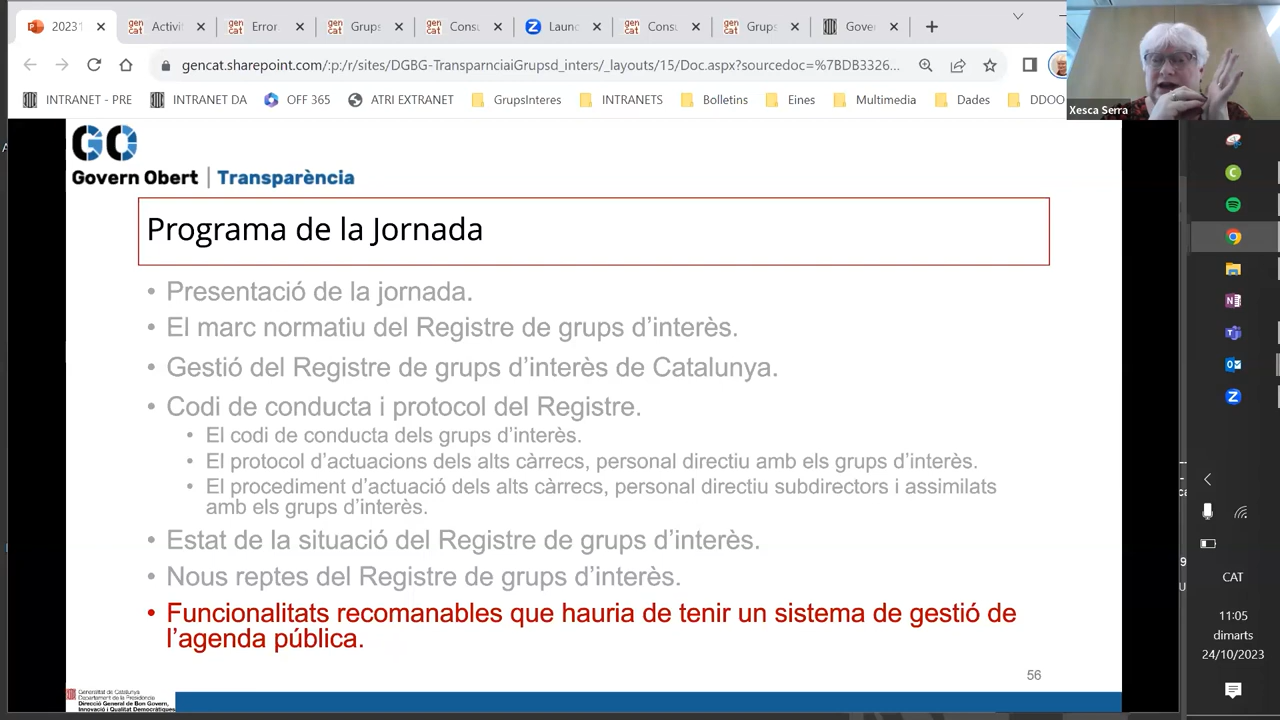 20231
Activit
Error
Grups
Conse
Launc
Consu
Grups
Gover
gencat.sharepoint.com/:p:/r/sites/DGBG-TransparnciaiGrupsd_inters/_layouts/15/Doc.aspx?sourcedoc=%7BDB3326...
INTRANET - PRE
INTRANET DA
OFF 365
ATRI EXTRANET
GrupsInteres
INTRANETS
Bolletins
Eines
Multimedia
Dades
DDOO
Xesca Serra
GO
Govern Obert | Transparència
Programa de la Jornada
• Presentació de la jornada.
• El marc normatiu del Registre de grups d'interès.
• Gestió del Registre de grups d'interès de Catalunya.
• Codi de conducta i protocol del Registre.
• El codi de conducta dels grups d'interès.
• El protocol d'actuacions dels alts càrrecs, personal directiu amb els grups d'interès.
• El procediment d'actuació dels alts càrrecs, personal directiu subdirectors i assimilats
amb els grups d'interès.
• Estat de la situació del Registre de grups d'interès.
• Nous reptes del Registre de grups d'interès.
• Funcionalitats recomanables que hauria de tenir un sistema de gestió de
l'agenda pública.
56
Generalitat de Catalunya
Departament de la Presidència
Direcció General de Bon Govern,
Innovació i Qualitat Democràtiques
CAT
11:05
dimarts
24/10/2023